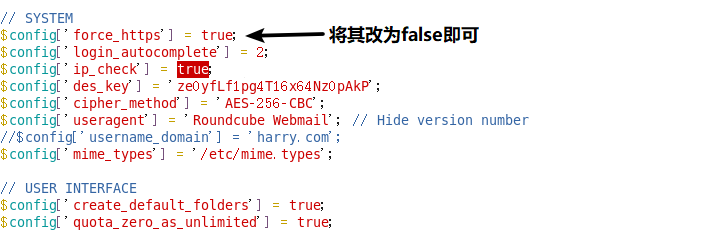 // SYSTEM
$config['force_https'] = true; 将其改为false即可
$config['login_autocomplete'] = 2;
$config['ip_check'] = true;
$config['des_key'] = 'ze0yfLf1pg4T16x64Nz0pAkP';
$config['cipher_method'] = 'AES-256-CBC';
$config['useragent'] = 'Roundcube Webmail'; // Hide version number
//$config['username_domain'] = 'harry.com';
$config['mime_types'] = '/etc/mime.types';
// USER INTERFACE
$config['create_default_folders'] = true;
$config['quota_zero_as_unlimited'] = true;